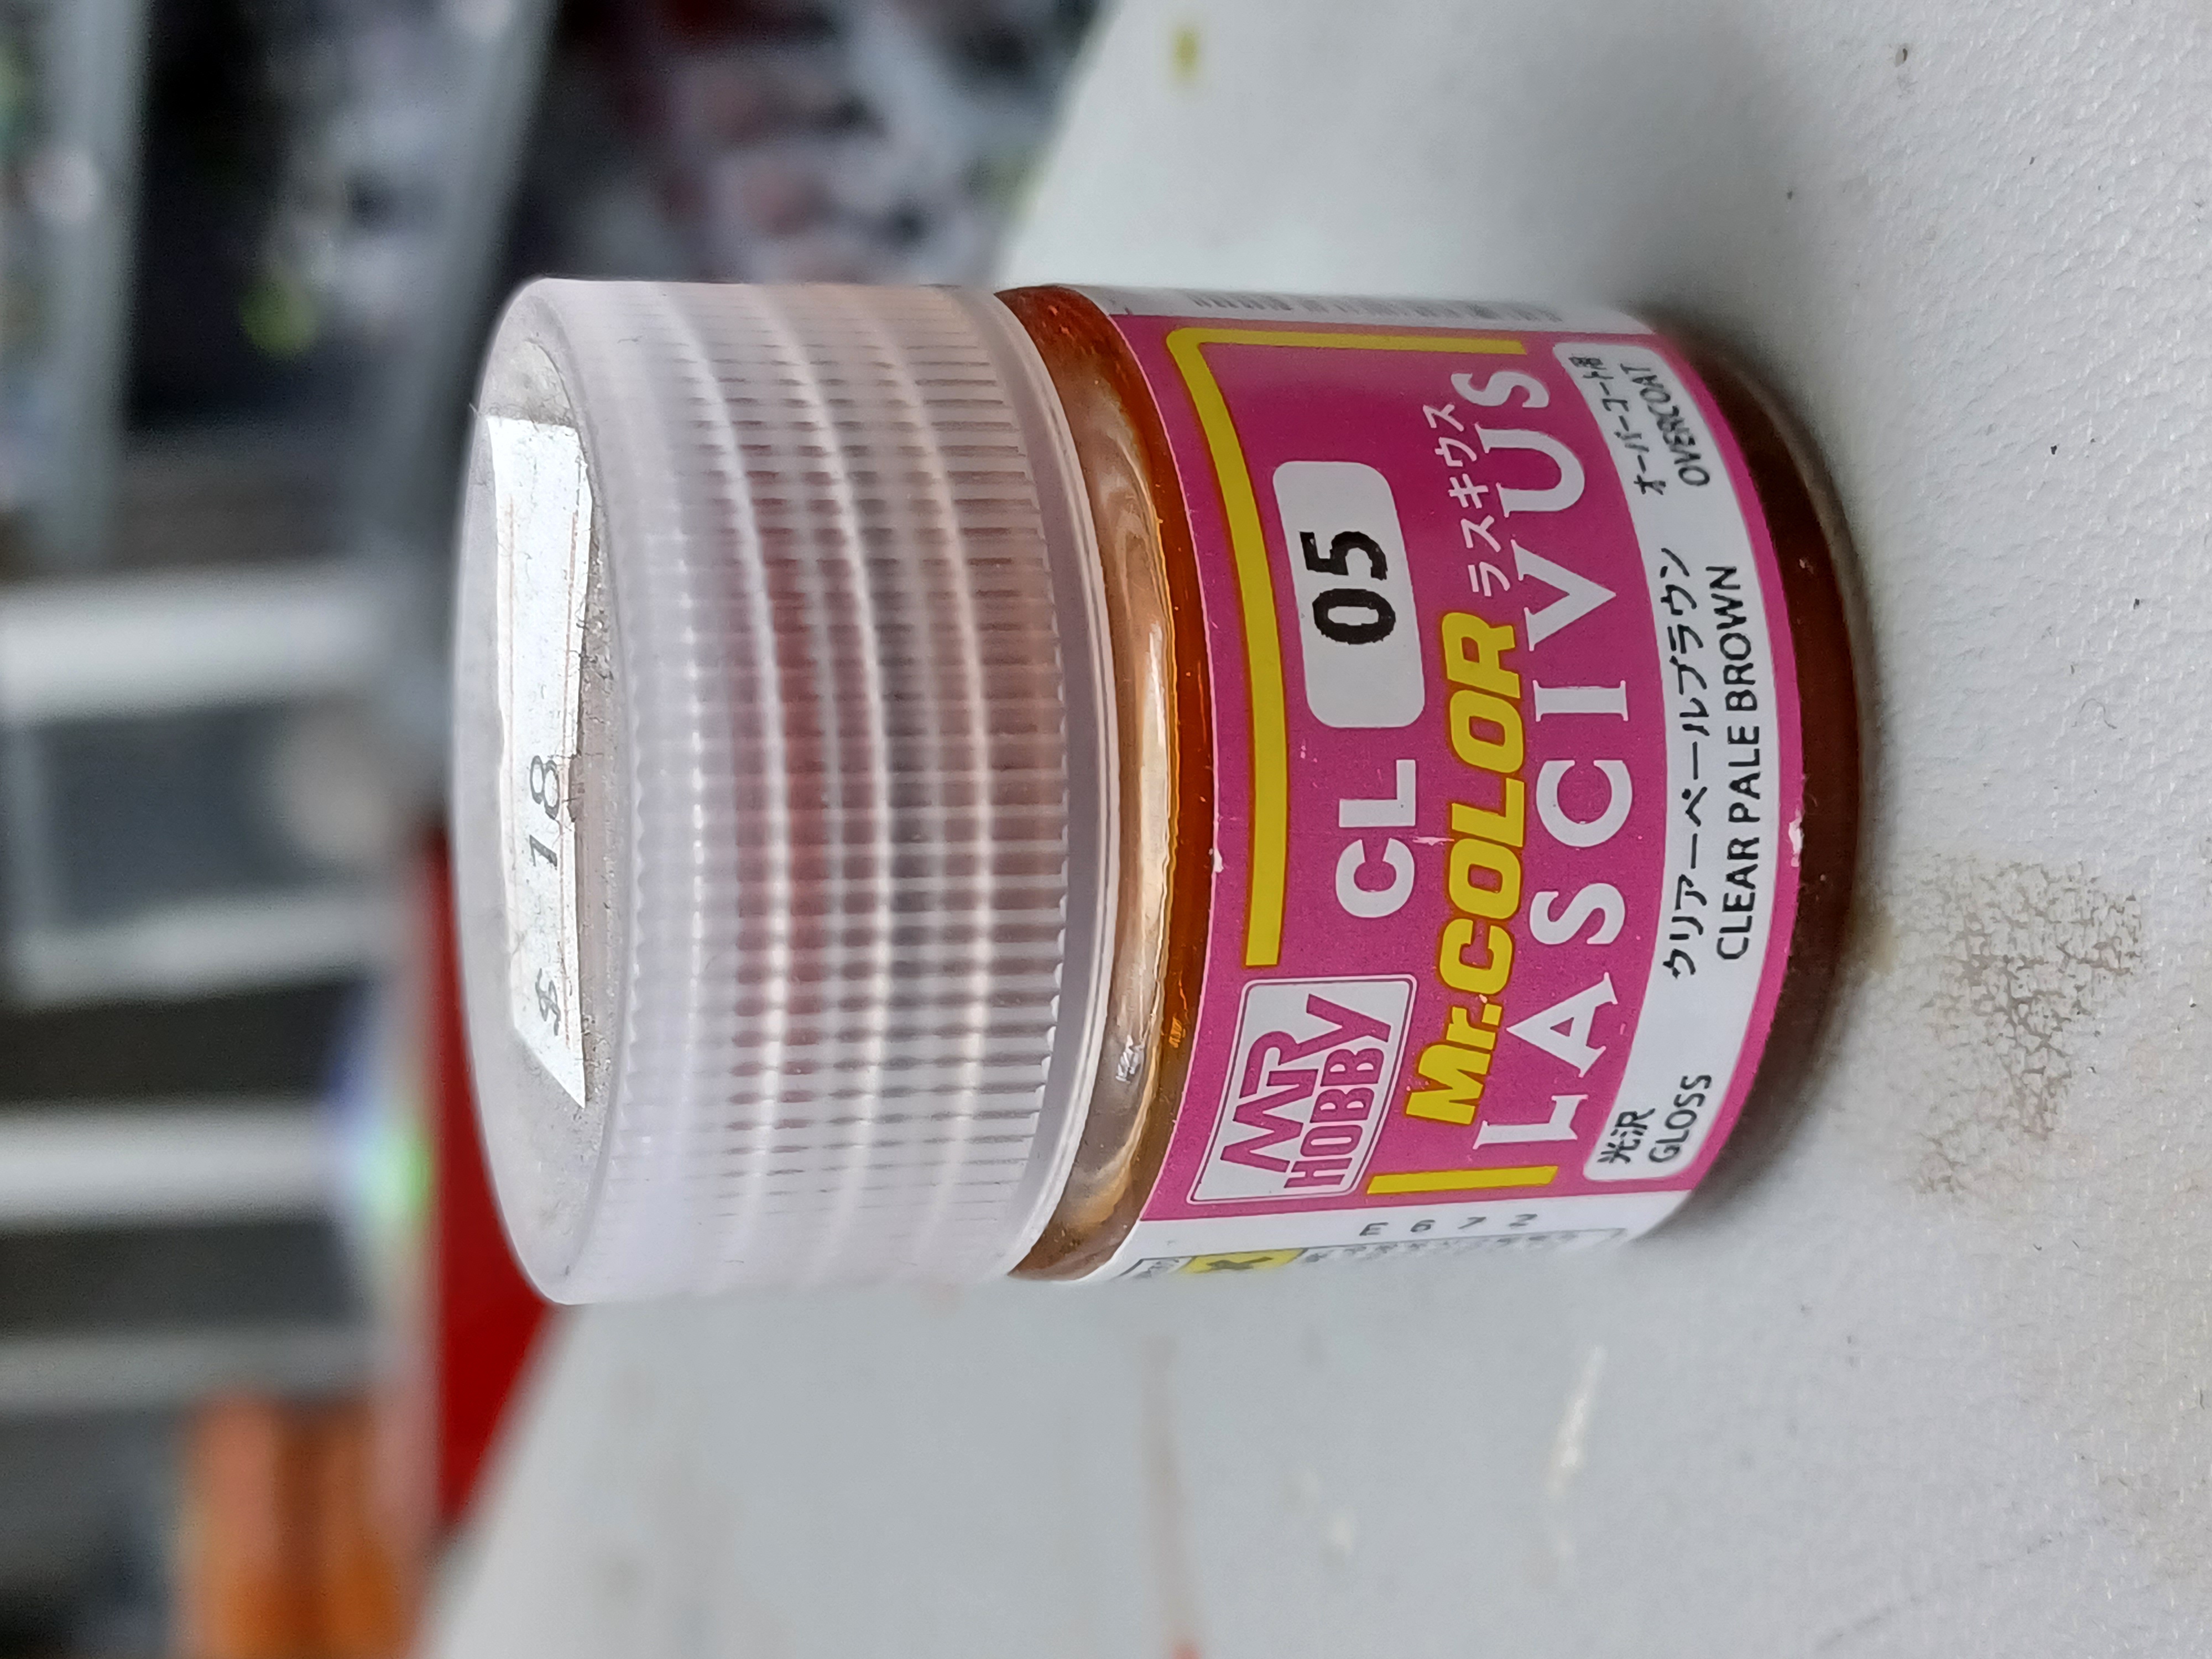 $ 18
MR
HOBBY
CL 05
Mr.COLOR ラスキウス
LASCIVUS
光沢 クリアーペールブラウン オーバーコート用
GLOSS CLEAR PALE BROWN OVERCOAT
E672